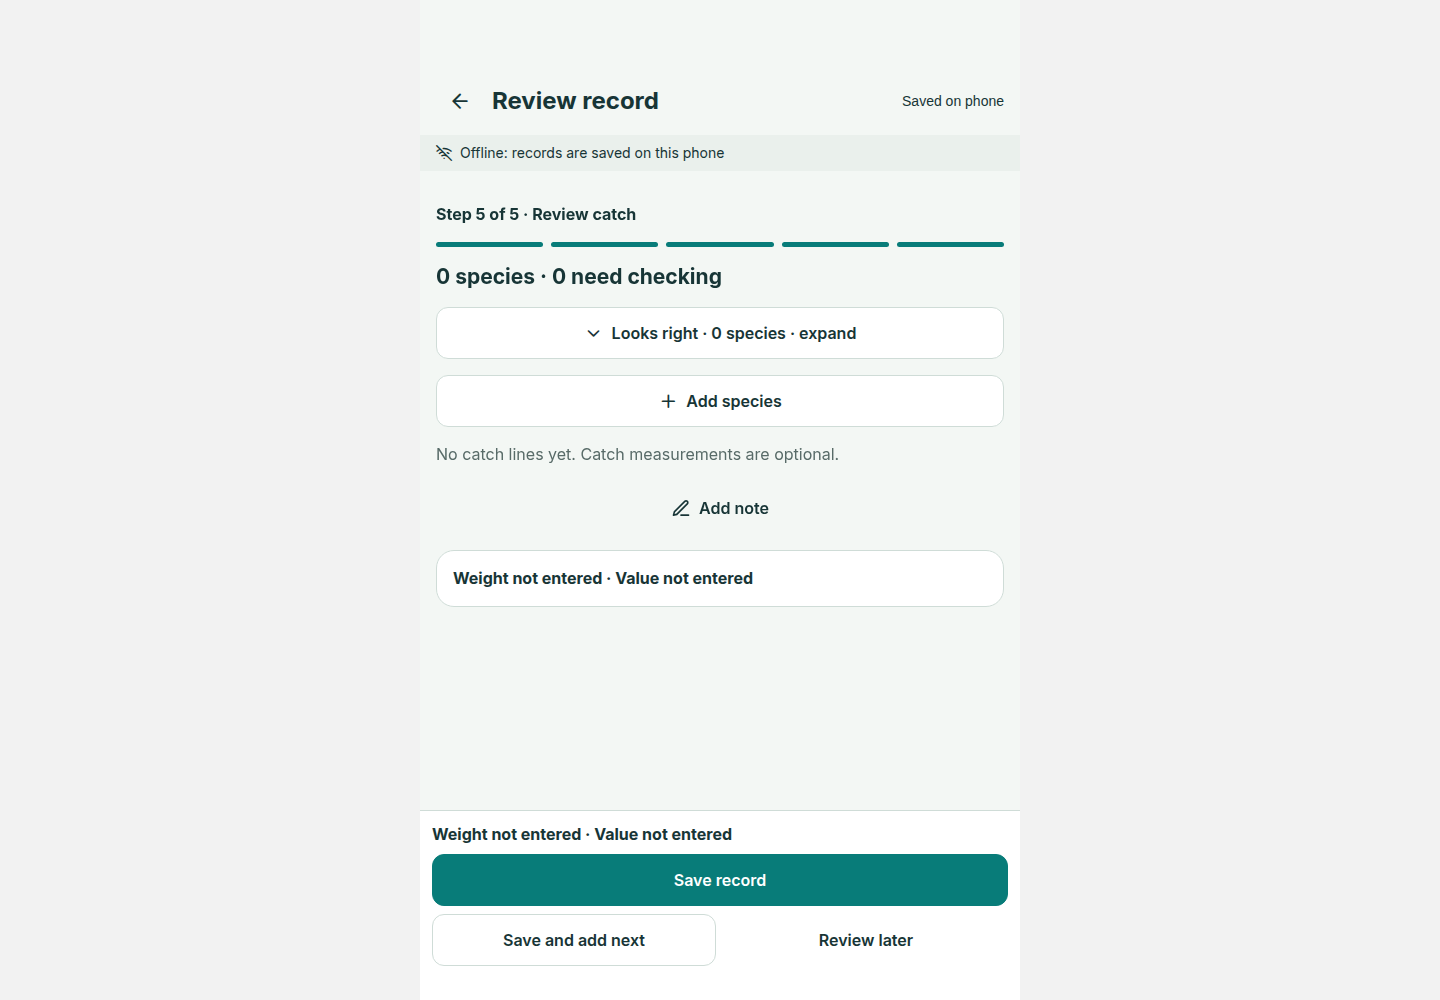 Review record
Saved on phone
Offline: records are saved on this phone
Step 5 of 5 · Review catch
0 species · 0 need checking
Looks right · 0 species · expand
Add species
No catch lines yet. Catch measurements are optional.
Add note
Weight not entered · Value not entered
Weight not entered · Value not entered
Save record
Save and add next
Review later